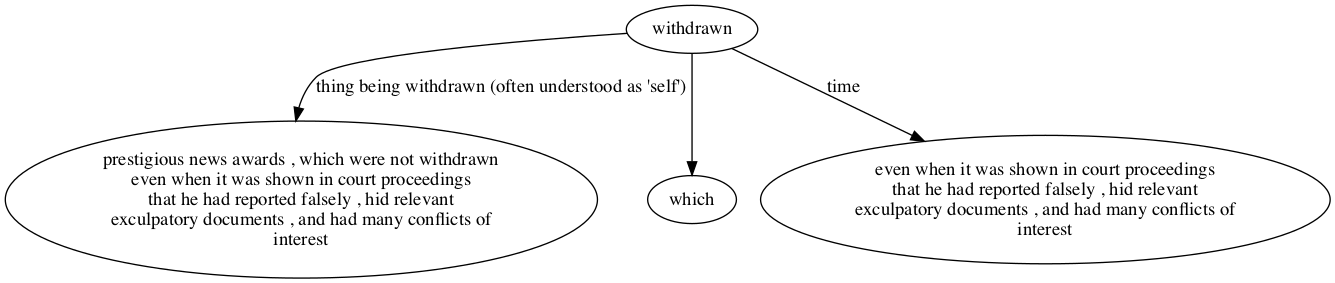 withdrawn
thing being withdrawn (often understood as 'self')
time
prestigious news awards , which were not withdrawn
even when it was shown in court proceedings
that he had reported falsely , hid relevant
exculpatory documents , and had many conflicts of
interest
which
even when it was shown in court proceedings
that he had reported falsely , hid relevant
exculpatory documents , and had many conflicts of
interest